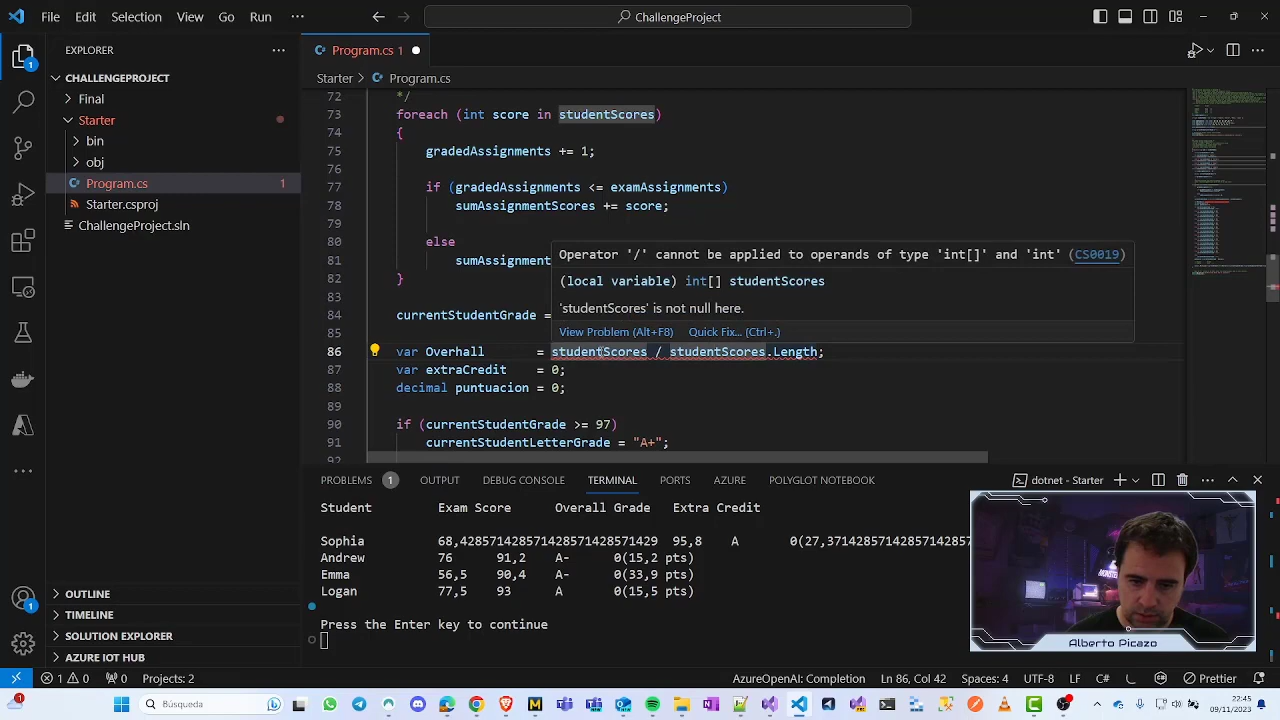 File Edit Selection View Go Run ··· ChallengeProject
EXPLORER
CHALLENGEPROJECT
Final
Starter
bin
obj
Program.cs 1
Starter.csproj
ChallengeProject.sln
OUTLINE
TIMELINE
SOLUTION EXPLORER
AZURE IOT HUB
Program.cs 1
Starter > Program.cs
72 */
73 foreach (int score in studentScores)
74 {
75 gradedAssignments += 1;
76
77 if (gradedAssignments <= examAssignments)
78 sumAssignmentScores += score;
80 else
81 sumAssignment
82 }
83
84 currentStudentGrade =
85
Operator '/' cannot be applied to operands of type 'int[]' and 'int' (CS0019)
(local variable) int[] studentScores
'studentScores' is not null here.
View Problem (Alt+F8) Quick Fix... (Ctrl+.)
86 var Overhall = studentScores / studentScores.Length;
87 var extraCredit = 0;
88 decimal puntuacion = 0;
89
90 if (currentStudentGrade >= 97)
91 currentStudentLetterGrade = "A+";
92
PROBLEMS 1 OUTPUT DEBUG CONSOLE TERMINAL PORTS AZURE POLYGLOT NOTEBOOK dotnet - Starter
Student Exam Score Overall Grade Extra Credit
Sophia 68,428571428571428571428571429 95,8 A 0(27,371428571428571428571
Andrew 76 91,2 A- 0(15,2 pts)
Emma 56,5 90,4 A- 0(33,9 pts)
Logan 77,5 93 A 0(15,5 pts)
Press the Enter key to continue
Alberto Picazo
1 0 0 Projects: 2 AzureOpenAI: Completion Ln 86, Col 42 Spaces: 4 UTF-8 LF C# Prettier
Búsqueda
22:45
09/11/2023